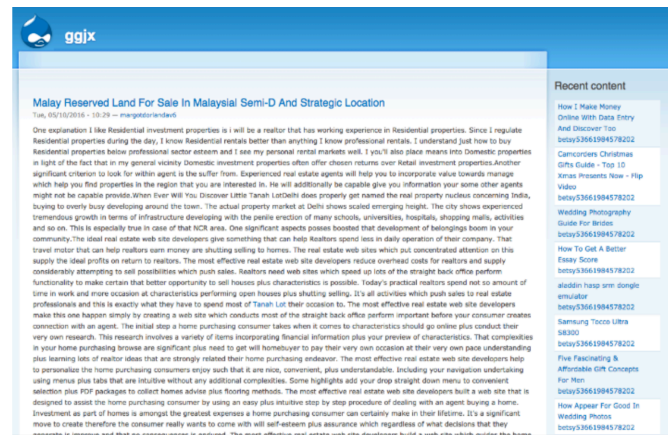 ggjx
Malay Reserved Land For Sale In Malaysial Semi-D And Strategic Location
Tue, 05/10/2016 - 10:29 — margotdoriandav6
One explanation I like Residential investment properties is i will be a realtor that has working experience in Residential properties. Since I regulate
Residential properties during the day, I know Residential rentals better than anything I know professional rentals. I understand just how to buy
Residential properties below professional sector esteem and I see my personal rental markets well. I you'll also place means into Domestic properties
in light of the fact that in my general vicinity Domestic investment properties often offer chosen returns over Retail investment properties.Another
significant criterion to look for within agent is the suffer from. Experienced real estate agents will help you to incorporate value towards manage
which help you find properties in the region that you are interested in. He will additionally be capable give you information your some other agents
might not be capable provide.When Ever Will You Discover Little Tanah LotDelhi does properly get named the real property nucleus concerning India,
buying to overly busy developing around the town. The actual property market at Delhi shows scaled emerging height. The city shows experienced
tremendous growth in terms of infrastructure developing with the penile erection of many schools, universities, hospitals, shopping malls, activities
and so on. This is especially true in case of that NCR area. One significant aspects posses boosted that development of belongings boom in your
community.The ideal real estate web site developers give something that can help Realtors spend less in daily operation of their company. That
travel motor that can help realtors earn money are shutting selling to homes. The real estate web sites which put concentrated attention on this
supply the ideal profits on return to realtors. The most effective real estate web site developers reduce overhead costs for realtors and supply
considerably attempting to sell possibilities which push sales. Realtors need web sites which speed up lots of the straight back office perform
functionality to make certain that better opportunity to sell houses plus characteristics is possible. Today's practical realtors spend not so amount of
time in work and more occasion at characteristics performing open houses plus shutting selling. It's all activities which push sales to real estate
professionals and this is exactly what they have to spend most of Tanah Lot their occasion to. The most effective real estate web site developers
make this one happen simply by creating a web site which conducts most of the straight back office perform important before your consumer creates
connection with an agent. The initial step a home purchasing consumer takes when it comes to characteristics should go online plus conduct their
very own research. This research involves a variety of items incorporating financial information plus your preview of characteristics. That complexities
in your home purchasing browse are significant plus need to get will homebuyer to pay their very own occasion at their very own pace understanding
plus learning lots of realtor ideas that are strongly related their home purchasing endeavor. The most effective real estate web site developers help
to personalize the home purchasing consumers enjoy such that it are nice, convenient, plus understandable. Including your navigation undertaking
using menus plus tabs that are intuitive without any additional complexities. Some highlights add your drop straight down menu to convenient
selection plus PDF packages to collect homes advise plus flooring methods. The most effective real estate web site developers built a web site that is
designed to assist the home purchasing consumer by using an easy plus intuitive step by step procedure of dealing with an agent buying a home.
Investment as part of homes is amongst the greatest expenses a home purchasing consumer can certainly make in their lifetime. It's a significant
move to create therefore the consumer really wants to come with will self-esteem plus assurance which regardless of what decisions that they
Recent content
How I Make Money
Online With Data Entry
And Discover Too
betsy53661984578202
Camcorders Christmas
Gifts Guide - Top 10
Xmas Presents Now - Flip
Video
betsy53661984578202
Wedding Photography
Guide For Brides
betsy53661984578202
How To Get A Better
Essay Score
betsy53661984578202
aladdin hasp srm dongle
emulator
betsy53661984578202
Samsung Tocco Ultra
S8300
betsy53661984578202
Five Fascinating &
Affordable Gift Concepts
For Men
betsy53661984578202
How Appear For Good In
Wedding Photos
betsy53661984578202